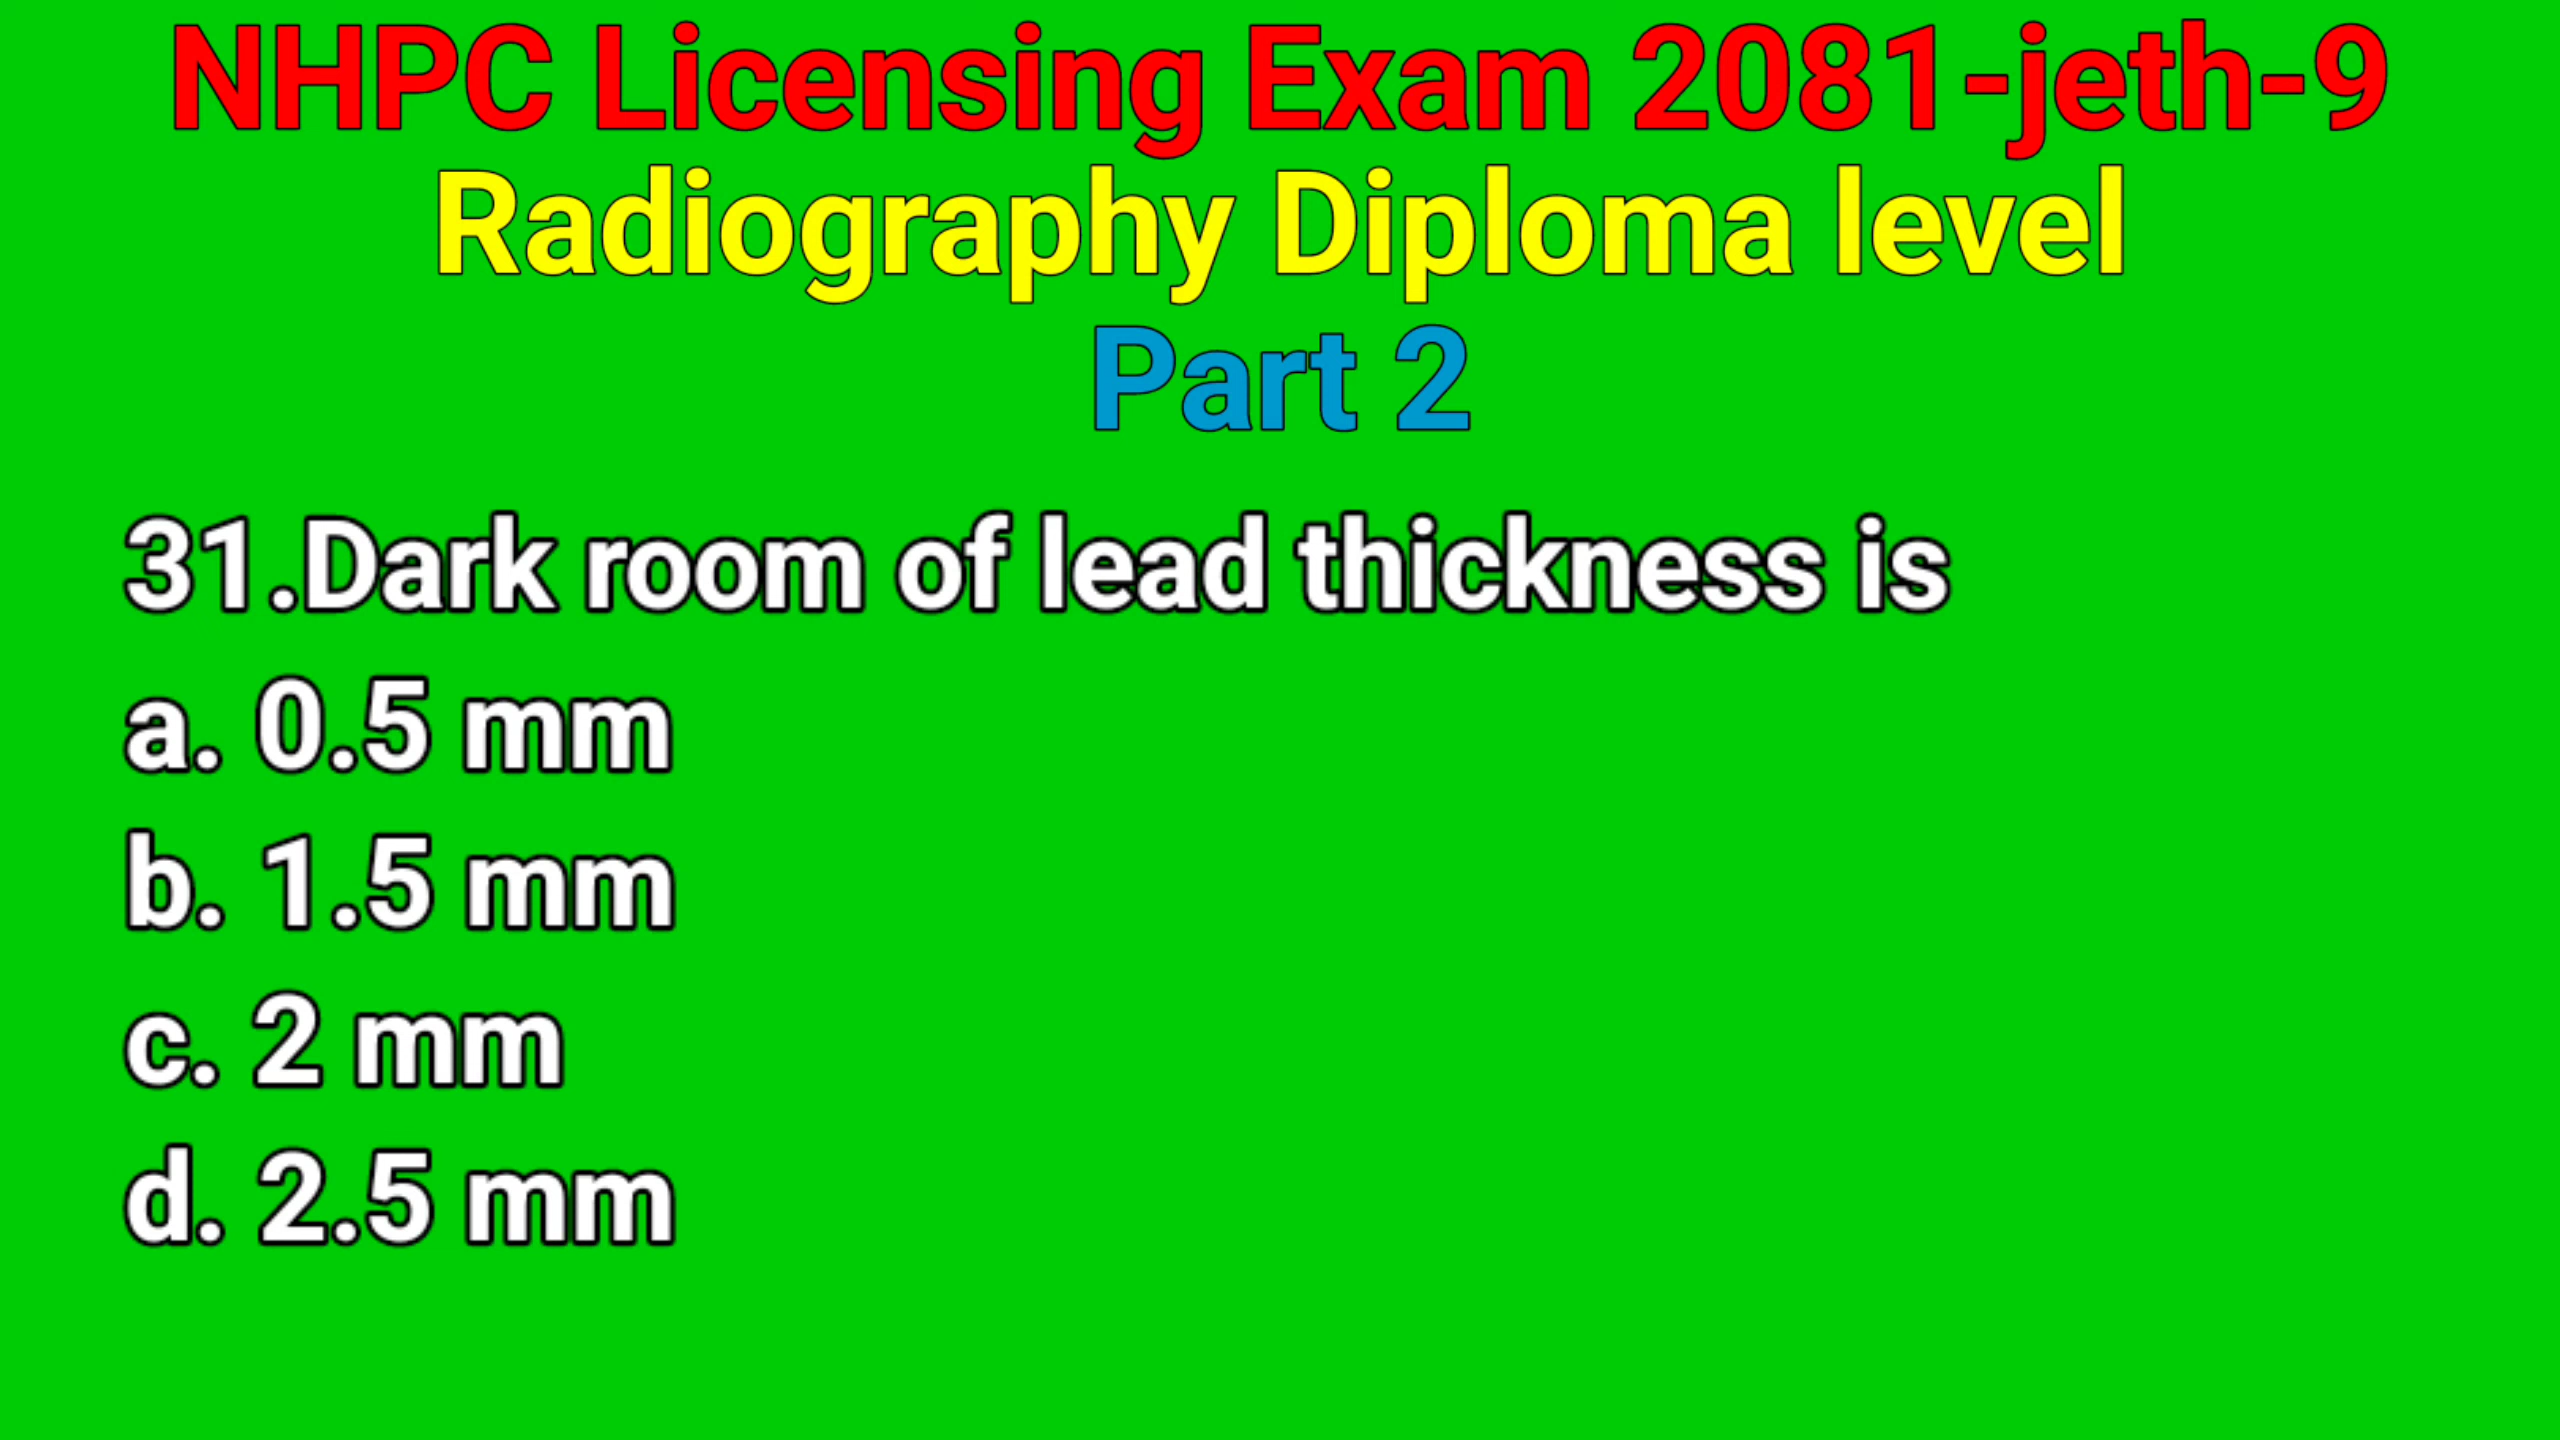 NHPC Licensing Exam 2081-jeth-9
Radiography Diploma level
Part 2
31.Dark room of lead thickness is
a. 0.5 mm
b. 1.5 mm
c. 2 mm
d. 2.5 mm